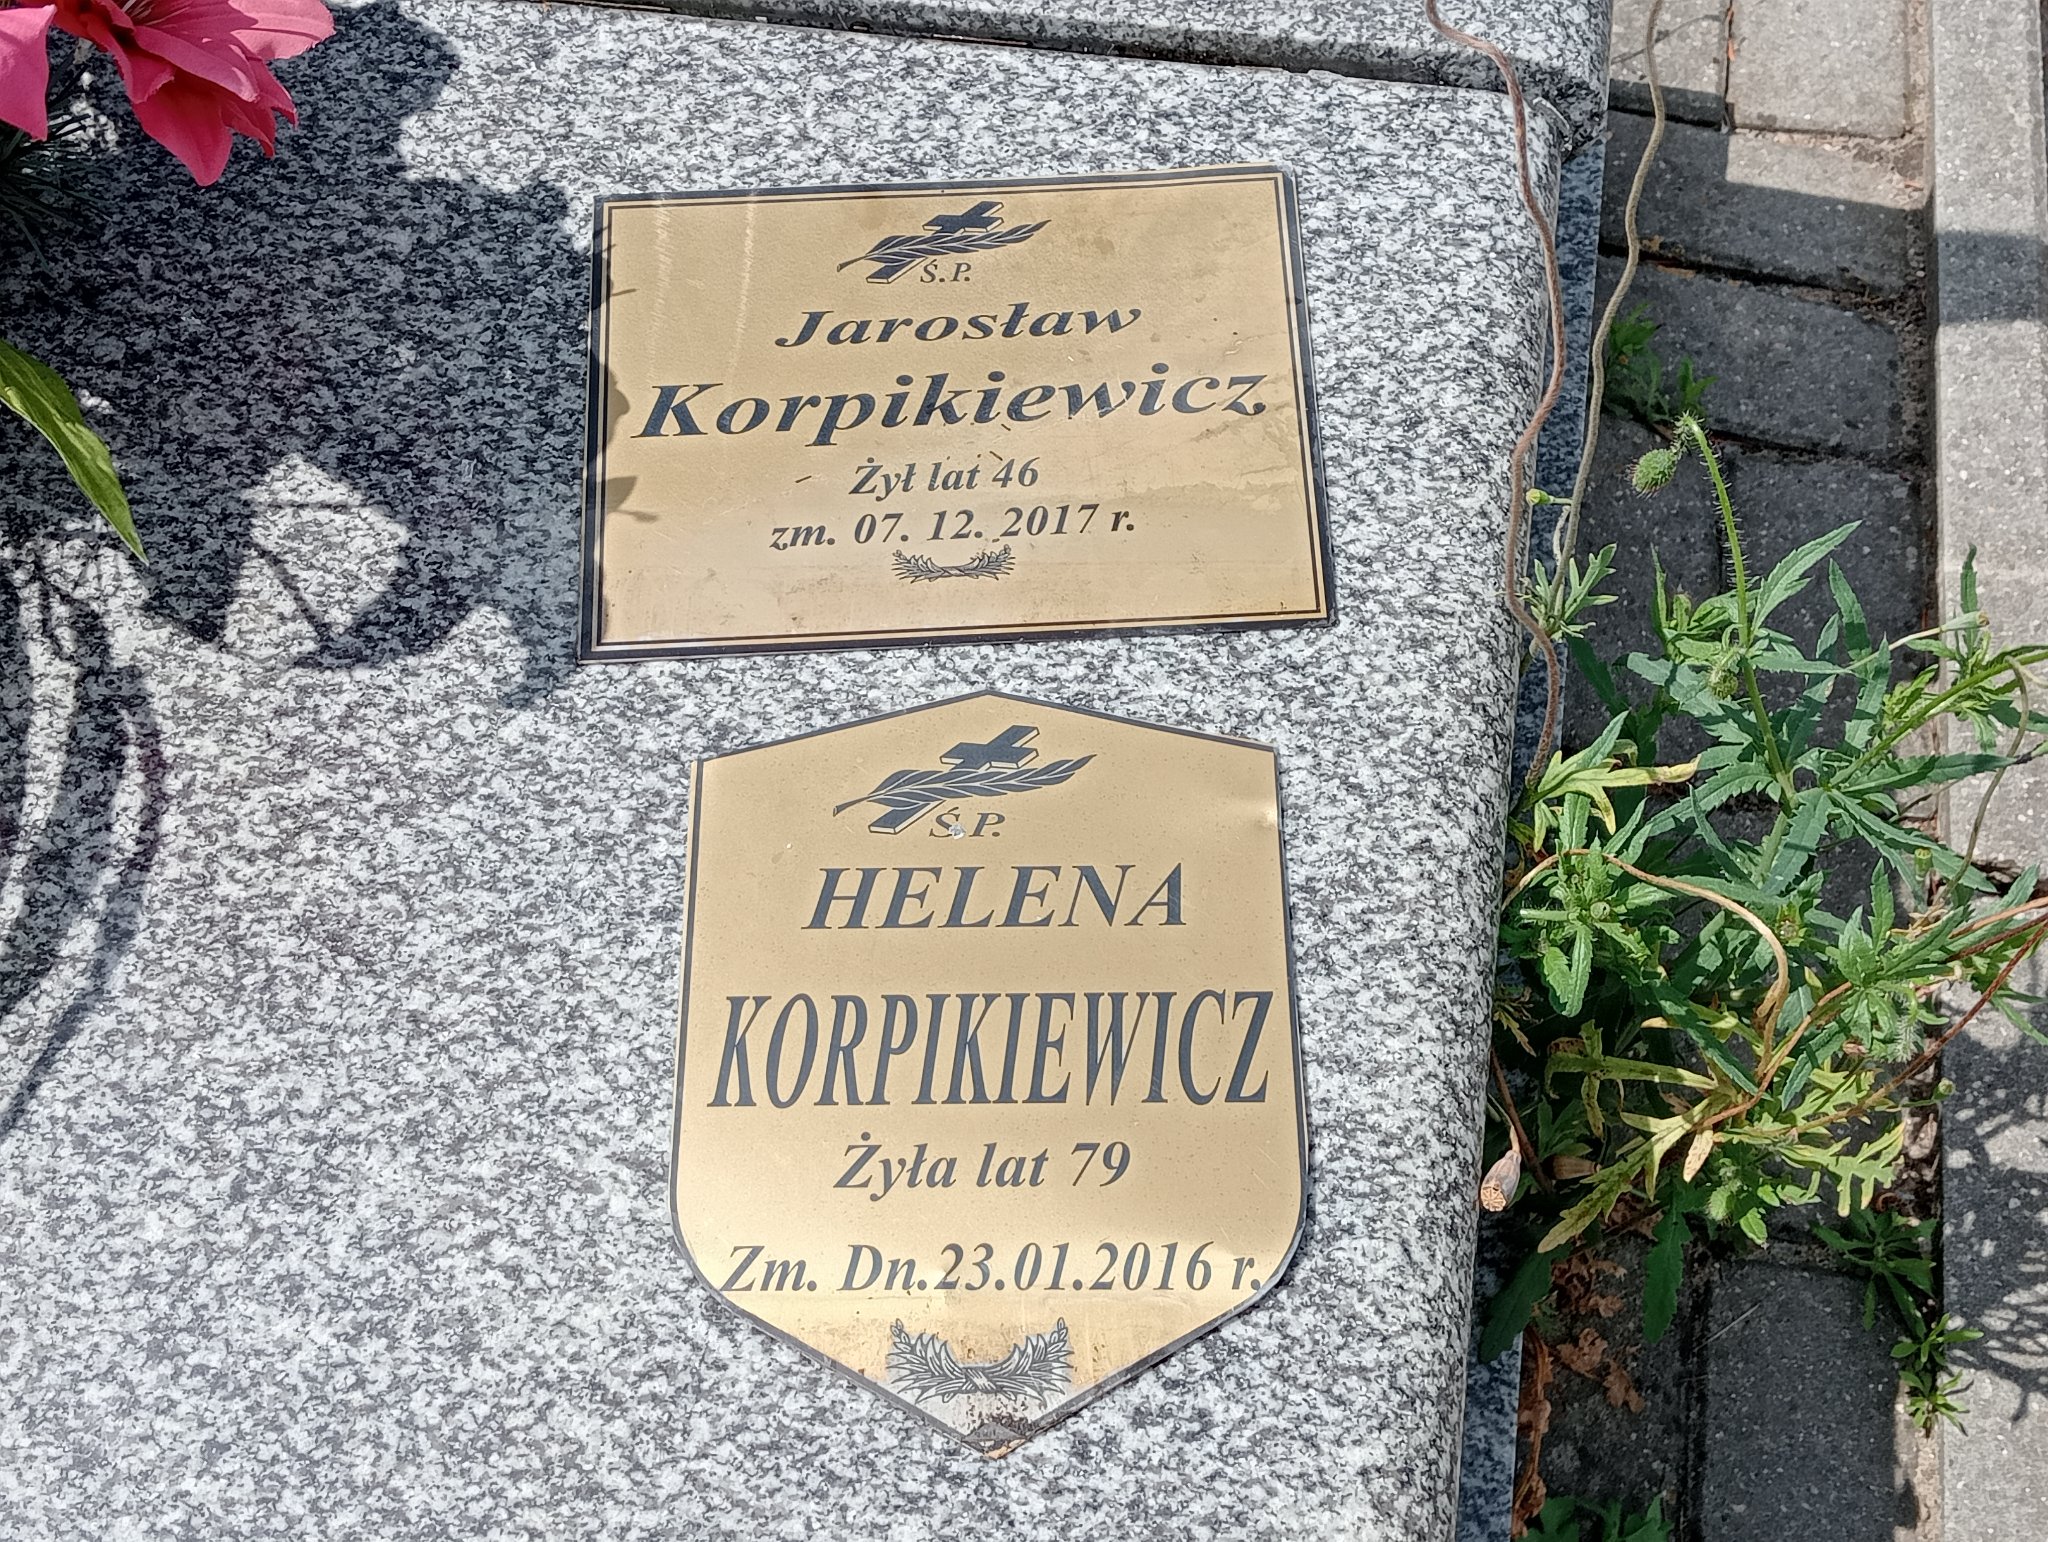 Ś.P.
Jarosław
Korpikiewicz
Żył lat 46
zm. 07. 12. 2017 r.
Ś.P.
HELENA
KORPIKIEWICZ
Żyła lat 79
Zm. Dn.23.01.2016 r.